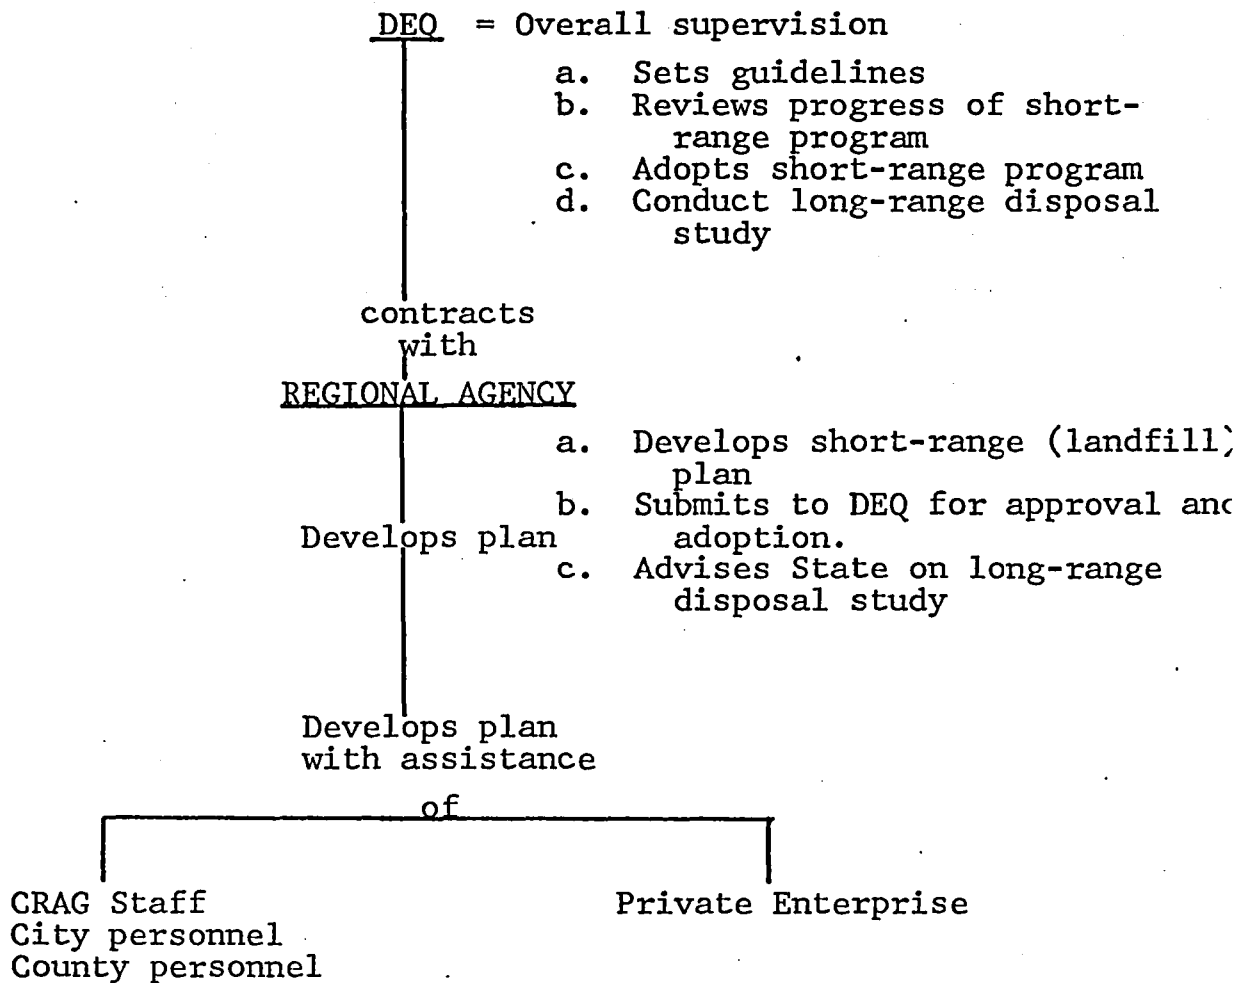 DEQ = Overall supervision
a. Sets guidelines
b. Reviews progress of short-
range program
c. Adopts short-range program
d. Conduct long-range disposal
study
contracts
with
REGIONAL AGENCY
a. Develops short-range (landfill)
plan
b. Submits to DEQ for approval and
adoption.
Develops plan
c. Advises State on long-range
disposal study
Develops plan
with assistance
of
CRAG Staff
City personnel
County personnel
Private Enterprise